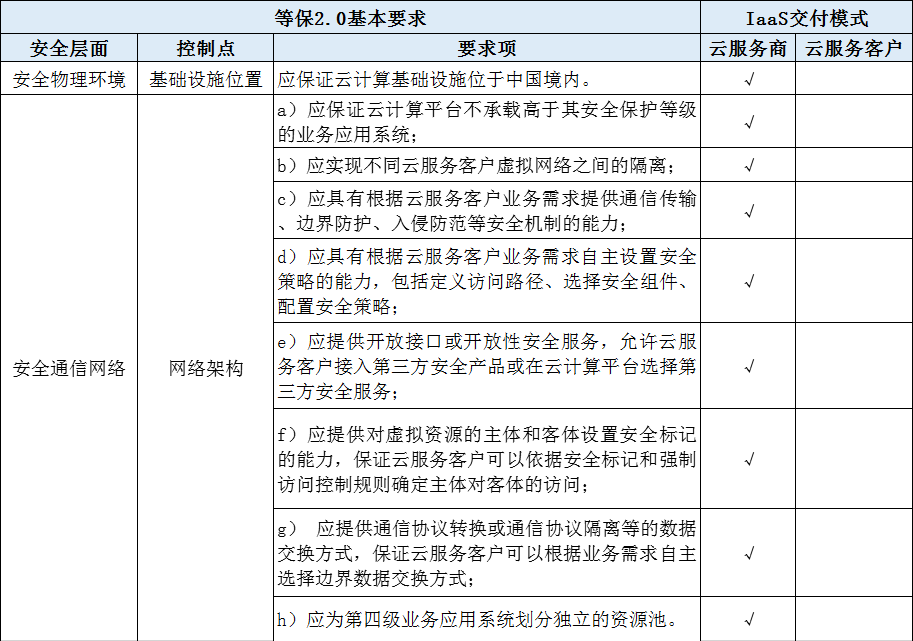 等保2.0基本要求 IaaS交付模式
安全层面 控制点 要求项 云服务商 云服务客户
安全物理环境 基础设施位置 应保证云计算基础设施位于中国境内。 √
a）应保证云计算平台不承载高于其安全保护等级
的业务应用系统； √
b）应实现不同云服务客户虚拟网络之间的隔离； √
c）应具有根据云服务客户业务需求提供通信传输
、边界防护、入侵防范等安全机制的能力； √
d）应具有根据云服务客户业务需求自主设置安全
策略的能力，包括定义访问路径、选择安全组件、 √
配置安全策略；
e）应提供开放接口或开放性安全服务，允许云服
安全通信网络 网络架构 务客户接入第三方安全产品或在云计算平台选择第 √
三方安全服务；
f）应提供对虚拟资源的主体和客体设置安全标记
的能力，保证云服务客户可以依据安全标记和强制 √
访问控制规则确定主体对客体的访问；
g） 应提供通信协议转换或通信协议隔离等的数据
交换方式，保证云服务客户可以根据业务需求自主 √
选择边界数据交换方式；
h）应为第四级业务应用系统划分独立的资源池。 √